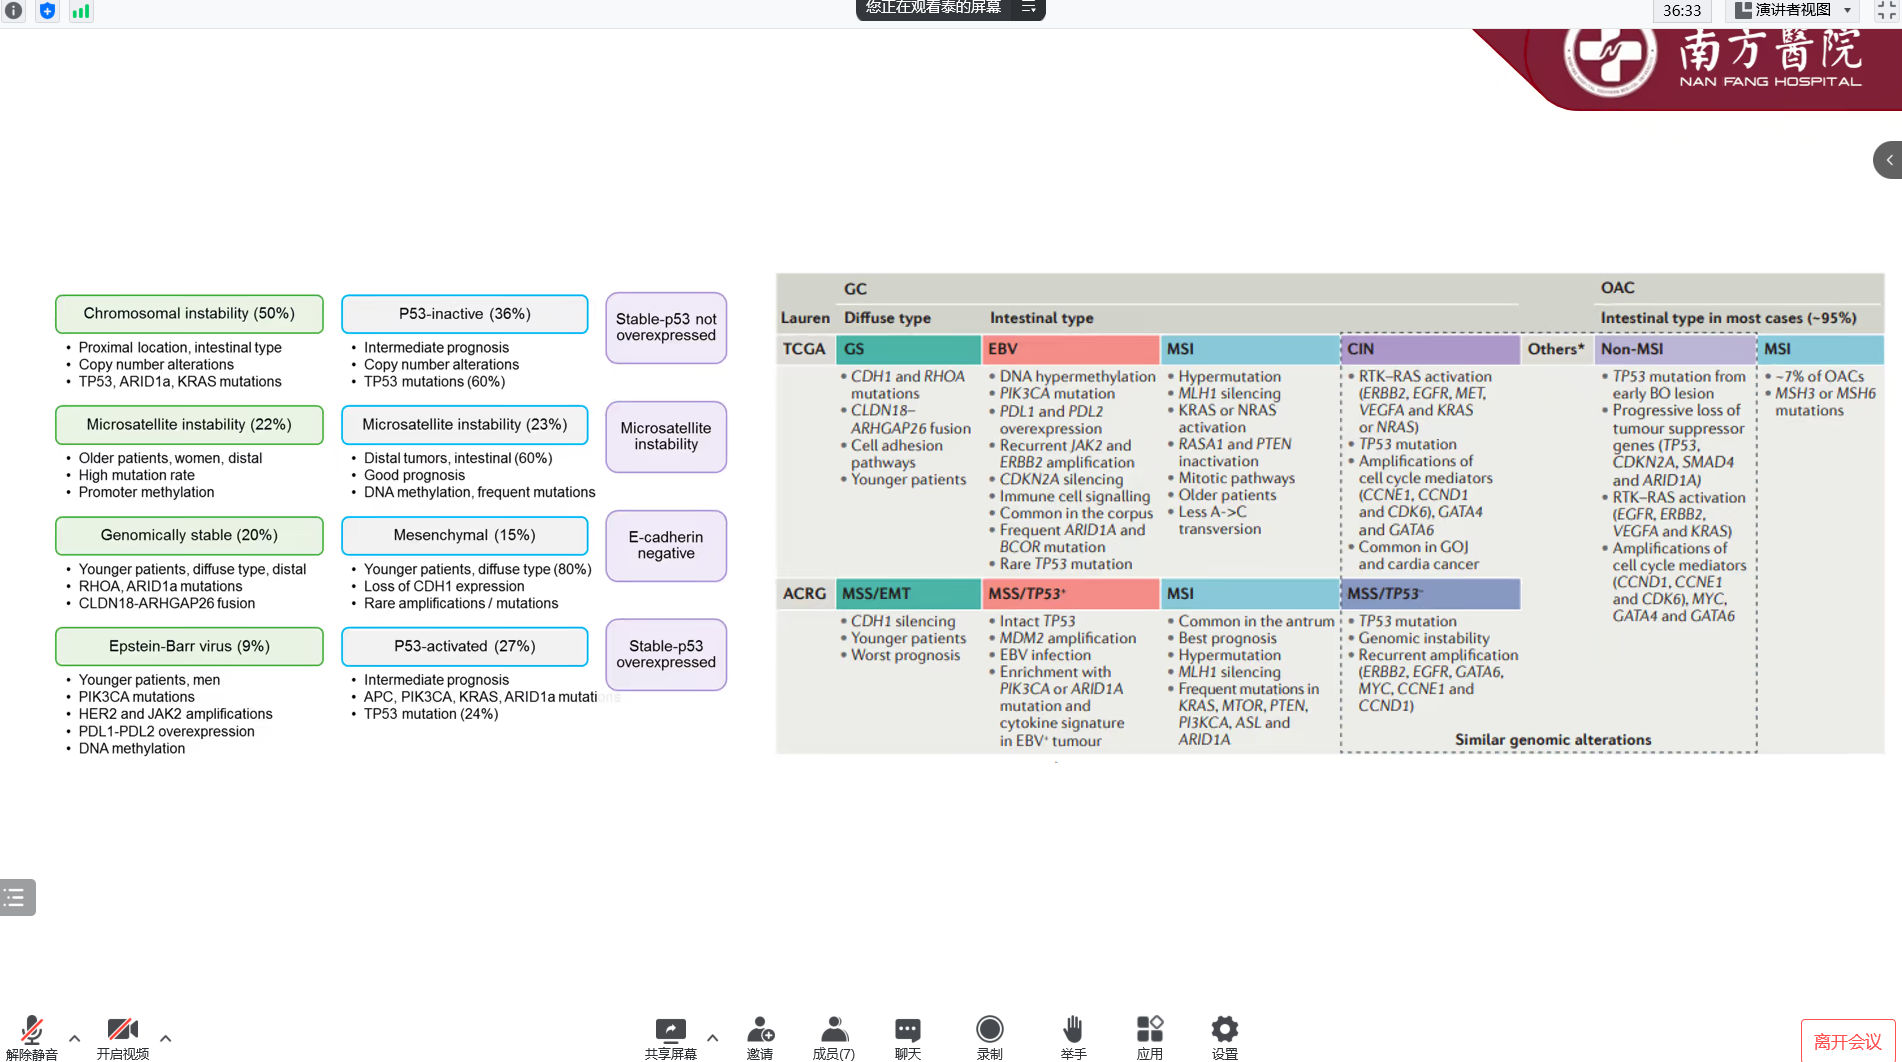 您正在观看泰的屏幕
36:33
演讲者视图
南方醫院
NAN FANG HOSPITAL
Chromosomal instability (50%)
• Proximal location, intestinal type
• Copy number alterations
• TP53, ARID1a, KRAS mutations
Microsatellite instability (22%)
• Older patients, women, distal
• High mutation rate
• Promoter methylation
Genomically stable (20%)
• Younger patients, diffuse type, distal
• RHOA, ARID1a mutations
• CLDN18-ARHGAP26 fusion
Epstein-Barr virus (9%)
• Younger patients, men
• PIK3CA mutations
• HER2 and JAK2 amplifications
• PDL1-PDL2 overexpression
• DNA methylation
P53-inactive (36%)
• Intermediate prognosis
• Copy number alterations
• TP53 mutations (60%)
Microsatellite instability (23%)
• Distal tumors, intestinal (60%)
• Good prognosis
• DNA methylation, frequent mutations
Mesenchymal (15%)
• Younger patients, diffuse type (80%)
• Loss of CDH1 expression
• Rare amplifications / mutations
P53-activated (27%)
• Intermediate prognosis
• APC, PIK3CA, KRAS, ARID1a mutations
• TP53 mutation (24%)
Stable-p53 not
overexpressed
Microsatellite
instability
E-cadherin
negative
Stable-p53
overexpressed
GC
OAC
Lauren
Diffuse type
Intestinal type
Intestinal type in most cases (~95%)
TCGA
GS
EBV
MSI
CIN
Others*
Non-MSI
MSI
• CDH1 and RHOA
mutations
• CLDN18–
ARHGAP26 fusion
• Cell adhesion
pathways
• Younger patients
• DNA hypermethylation
• PIK3CA mutation
• PDL1 and PDL2
overexpression
• Recurrent JAK2 and
ERBB2 amplification
• CDKN2A silencing
• Immune cell signalling
• Common in the corpus
• Frequent ARID1A and
BCOR mutation
• Rare TP53 mutation
• Hypermutation
• MLH1 silencing
• KRAS or NRAS
activation
• RASA1 and PTEN
inactivation
• Mitotic pathways
• Older patients
• Less A->C
transversion
• RTK–RAS activation
(ERBB2, EGFR, MET,
VEGFA and KRAS
or NRAS)
• TP53 mutation
• Amplifications of
cell cycle mediators
(CCNE1, CCND1
and CDK6), GATA4
and GATA6
• Common in GOJ
and cardia cancer
• TP53 mutation from
early BO lesion
• Progressive loss of
tumour suppressor
genes (TP53,
CDKN2A, SMAD4
and ARID1A)
• RTK–RAS activation
(EGFR, ERBB2,
VEGFA and KRAS)
• Amplifications of
cell cycle mediators
(CCND1, CCNE1
and CDK6), MYC,
GATA4 and GATA6
• ~7% of OACs
• MSH3 or MSH6
mutations
ACRG
MSS/EMT
MSS/TP53⁺
MSI
MSS/TP53⁻
• CDH1 silencing
• Younger patients
• Worst prognosis
• Intact TP53
• MDM2 amplification
• EBV infection
• Enrichment with
PIK3CA or ARID1A
mutation and
cytokine signature
in EBV⁺ tumour
• Common in the antrum
• Best prognosis
• Hypermutation
• MLH1 silencing
• Frequent mutations in
KRAS, MTOR, PTEN,
PI3KCA, ASL and
ARID1A
• TP53 mutation
• Genomic instability
• Recurrent amplification
(ERBB2, EGFR, GATA6,
MYC, CCNE1 and
CCND1)
Similar genomic alterations
解除静音
开启视频
共享屏幕
邀请
成员(7)
聊天
录制
举手
应用
设置
离开会议